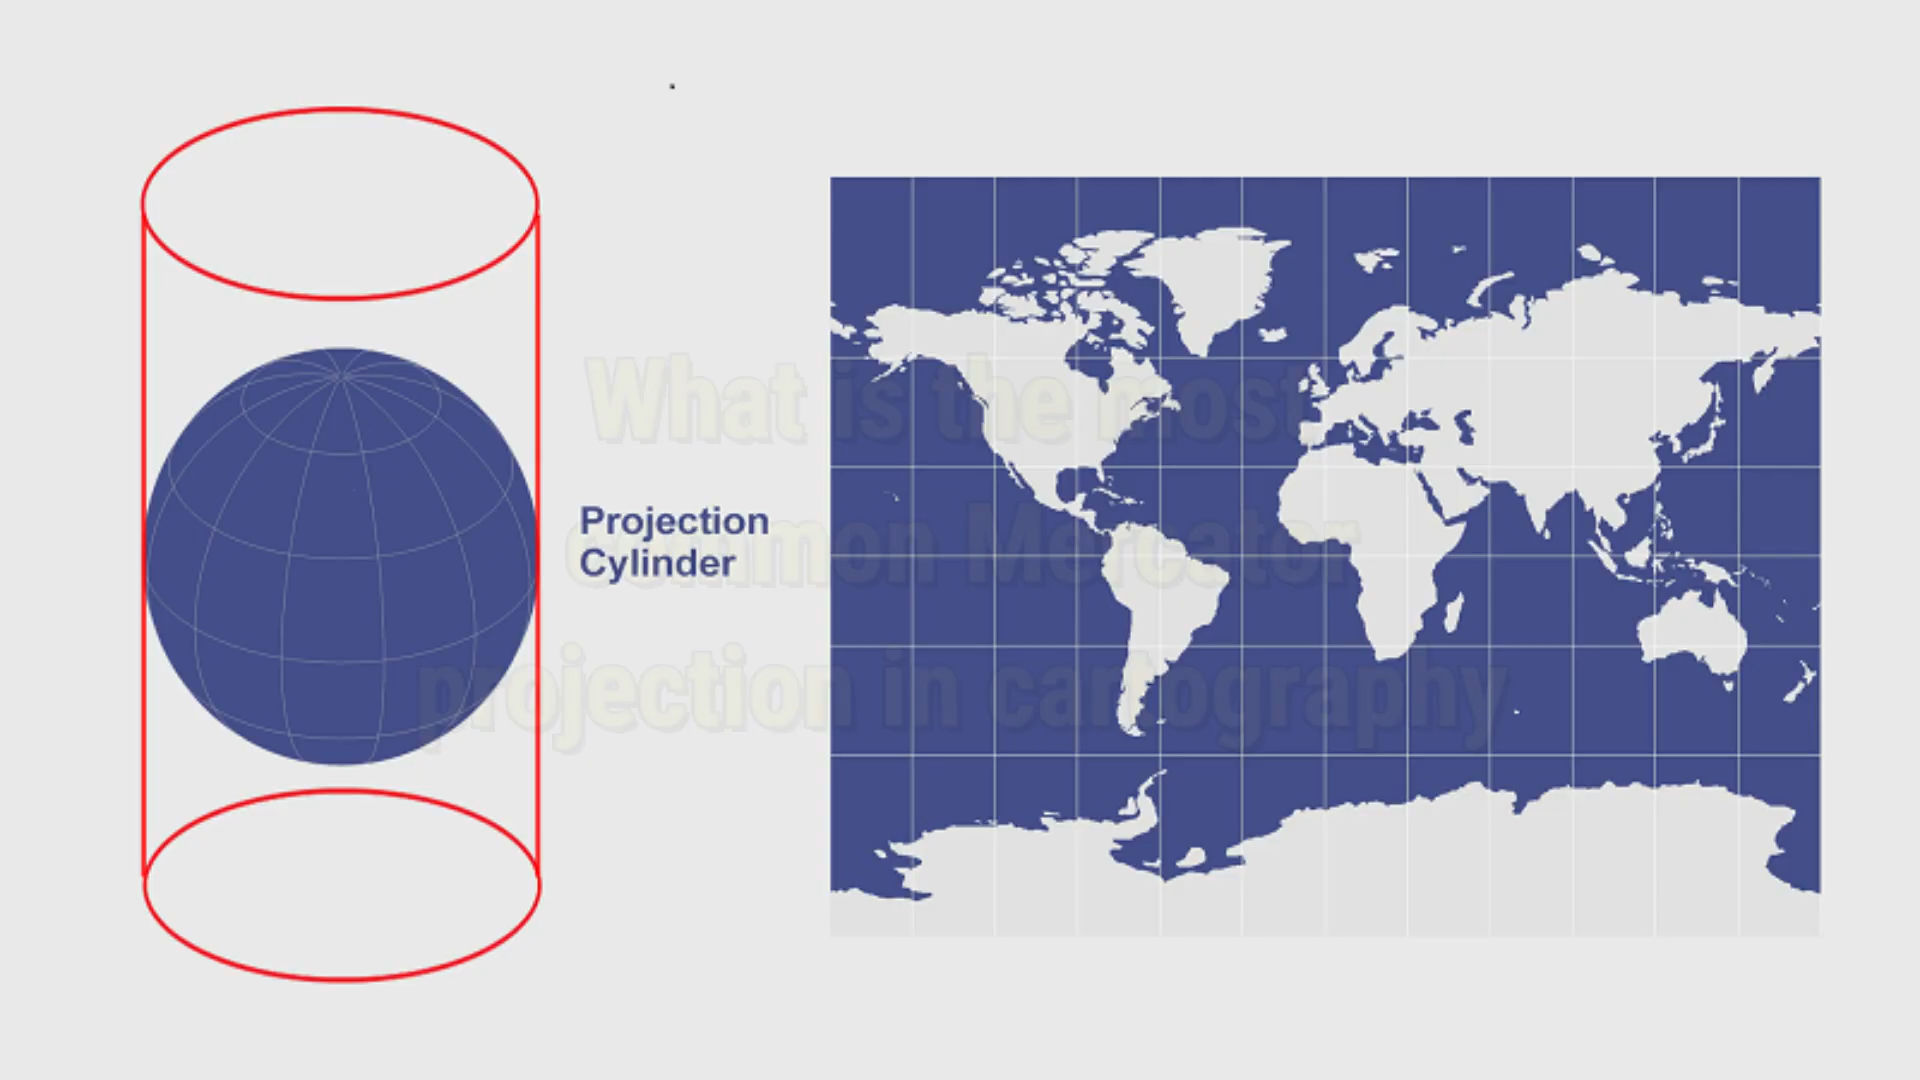 What is the most
Projection
Cylinder
common Mercator
projection in cartography